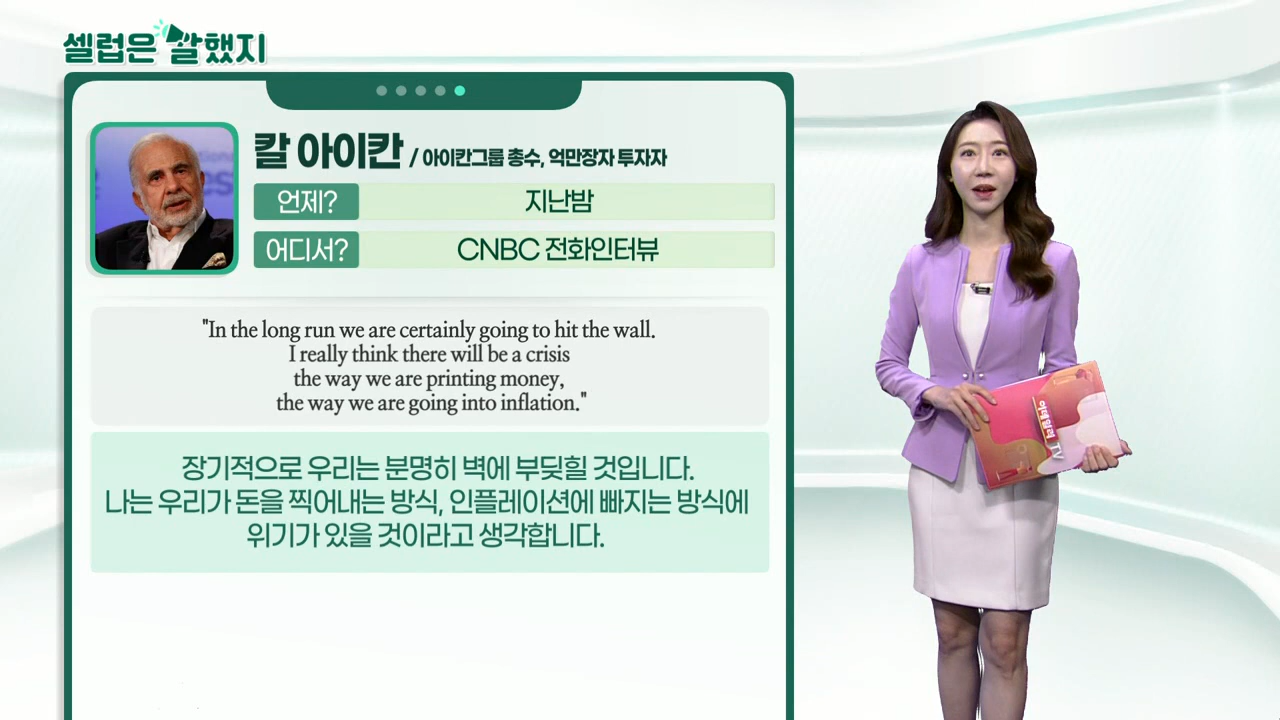 셀럽은 말했지
칼 아이칸 / 아이칸그룹 총수, 억만장자 투자자
언제? 지난밤
어디서? CNBC 전화인터뷰
"In the long run we are certainly going to hit the wall.
I really think there will be a crisis
the way we are printing money,
the way we are going into inflation."
장기적으로 우리는 분명히 벽에 부딪힐 것입니다.
나는 우리가 돈을 찍어내는 방식, 인플레이션에 빠지는 방식에
위기가 있을 것이라고 생각합니다.
이데일리 TV